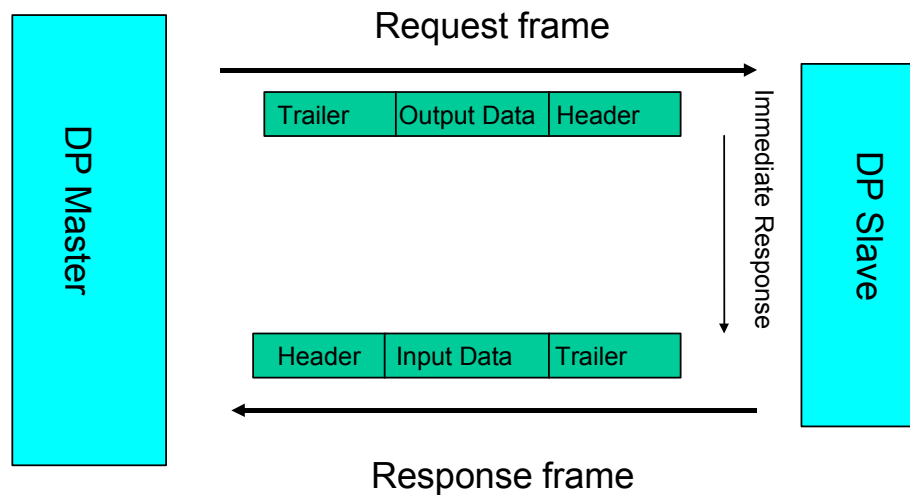 Request frame
DP Master
Trailer Output Data Header
Immediate Response
DP Slave
Header Input Data Trailer
Response frame